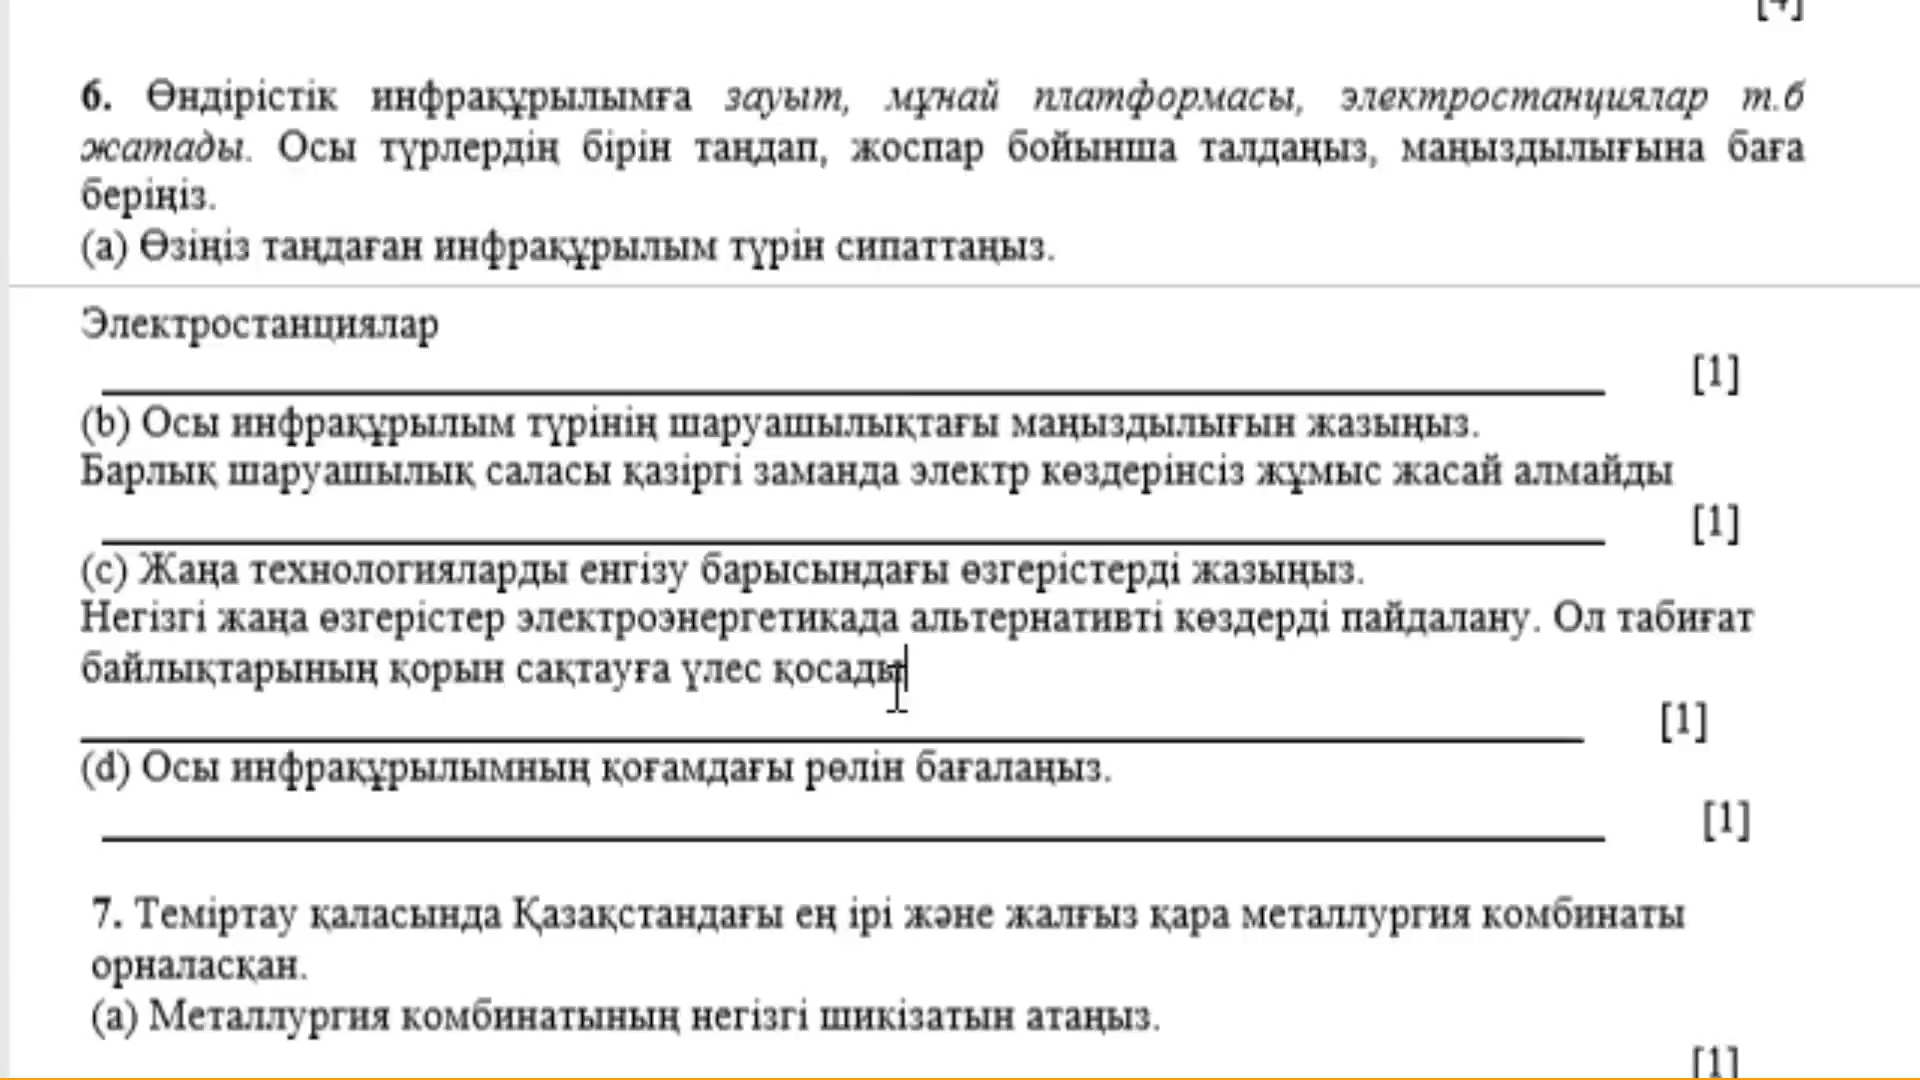 [4]
6. Өндірістік инфрақұрылымға зауыт, мұнай платформасы, электростанциялар т.б
жатады. Осы түрлердің бірін таңдап, жоспар бойынша талдаңыз, маңыздылығына баға
беріңіз.
(a) Өзіңіз таңдаған инфрақұрылым түрін сипаттаңыз.
Электростанциялар
[1]
(b) Осы инфрақұрылым түрінің шаруашылықтағы маңыздылығын жазыңыз.
Барлық шаруашылық саласы қазіргі заманда электр көздерінсіз жұмыс жасай алмайды
[1]
(c) Жаңа технологияларды енгізу барысындағы өзгерістерді жазыңыз.
Негізгі жаңа өзгерістер электроэнергетикада альтернативті көздерді пайдалану. Ол табиғат
байлықтарының қорын сақтауға үлес қосады
[1]
(d) Осы инфрақұрылымның қоғамдағы рөлін бағалаңыз.
[1]
7. Теміртау қаласында Қазақстандағы ең ірі және жалғыз қара металлургия комбинаты
орналасқан.
(a) Металлургия комбинатының негізгі шикізатын атаңыз.
[1]